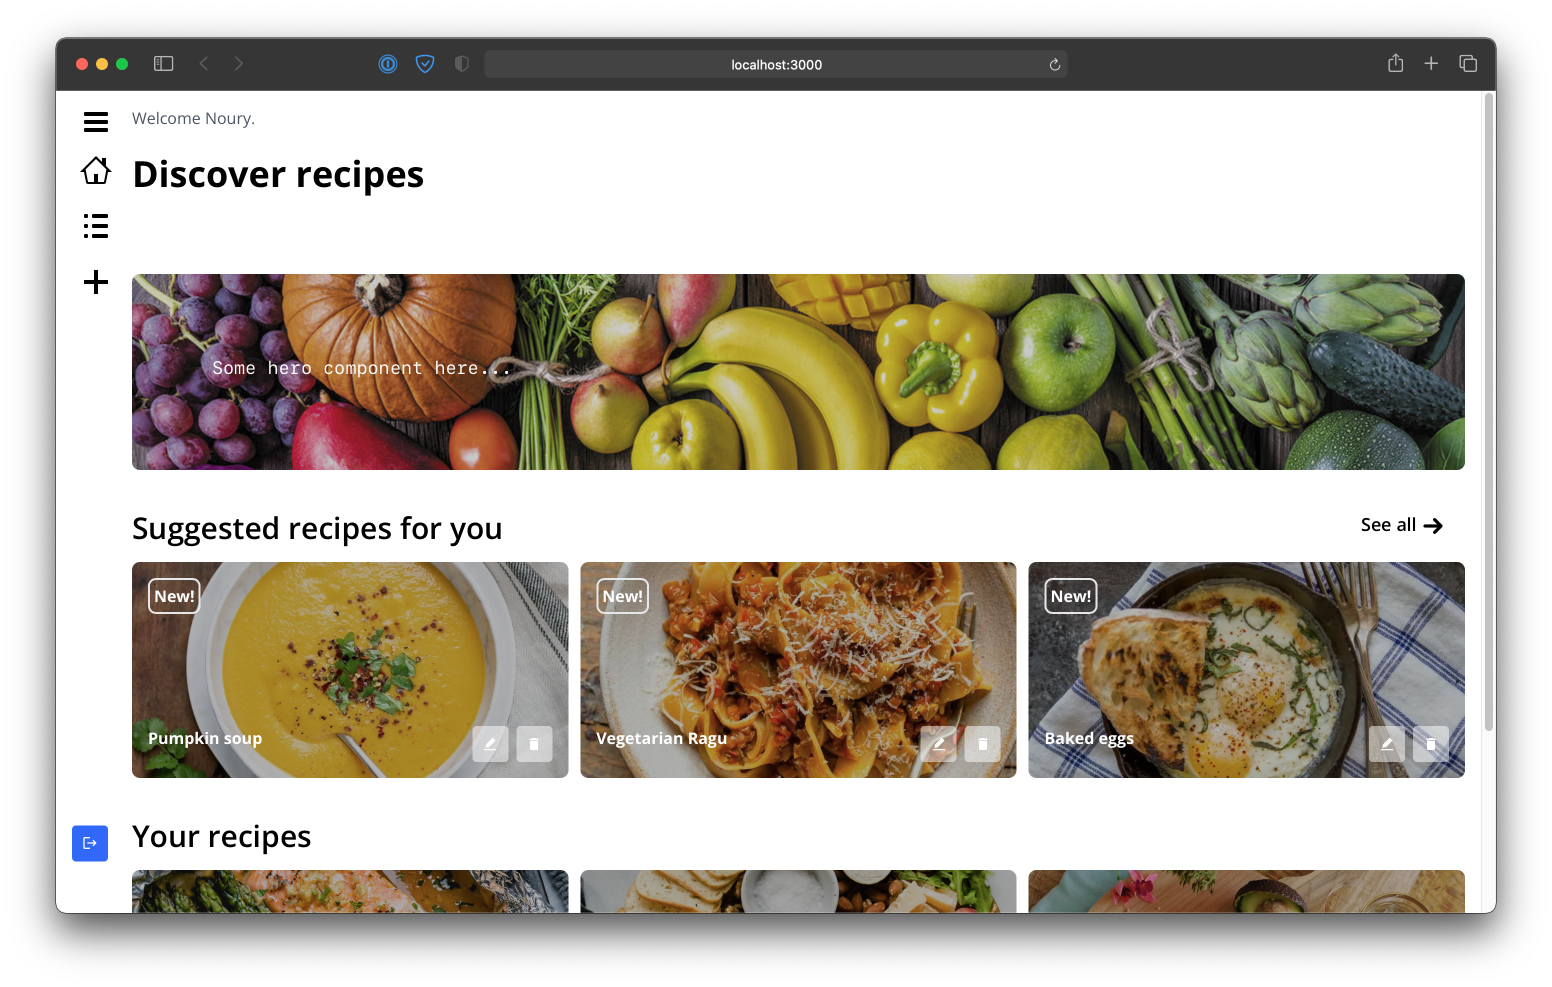 localhost:3000
Welcome Noury.
Discover recipes
Some hero component here...
Suggested recipes for you
See all
New!
New!
New!
Pumpkin soup
Vegetarian Ragu
Baked eggs
Your recipes